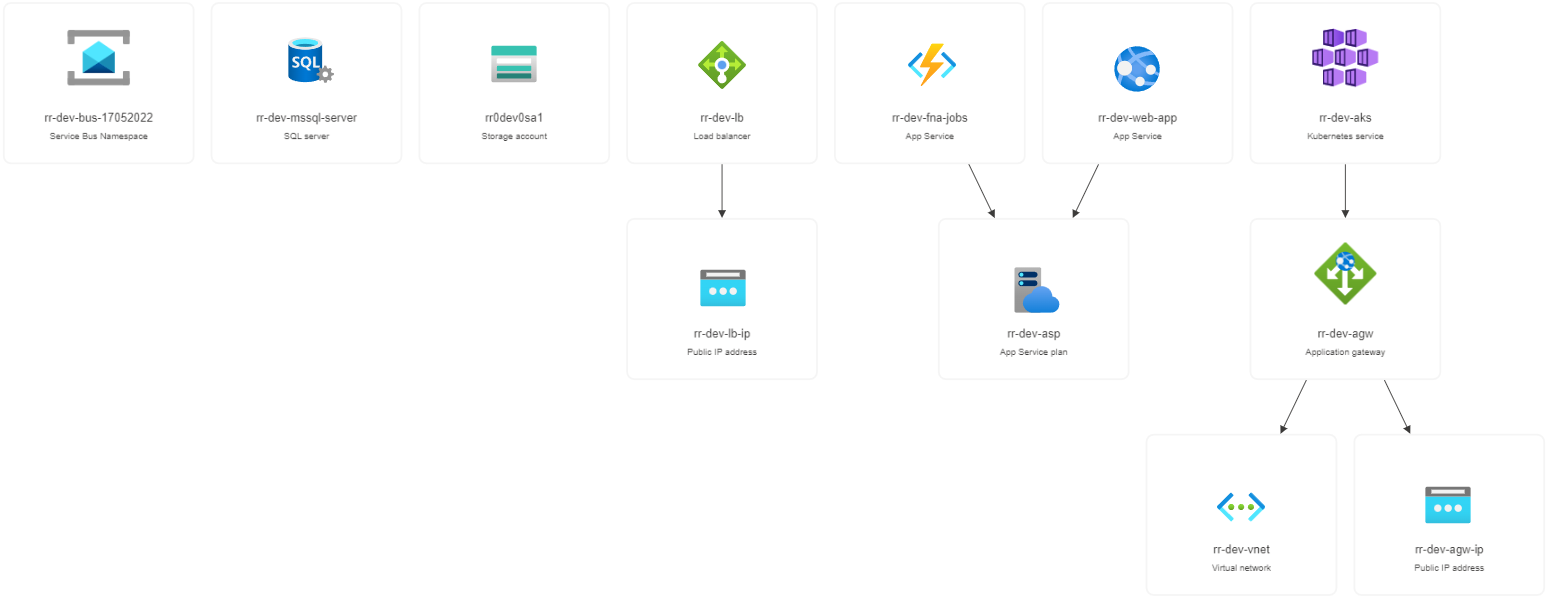 SQL
rr-dev-bus-17052022
Service Bus Namespace
rr-dev-mssql-server
SQL server
rr0dev0sa1
Storage account
rr-dev-lb
Load balancer
rr-dev-fna-jobs
App Service
rr-dev-web-app
App Service
rr-dev-aks
Kubernetes service
rr-dev-lb-ip
Public IP address
rr-dev-asp
App Service plan
rr-dev-agw
Application gateway
rr-dev-vnet
Virtual network
rr-dev-agw-ip
Public IP address